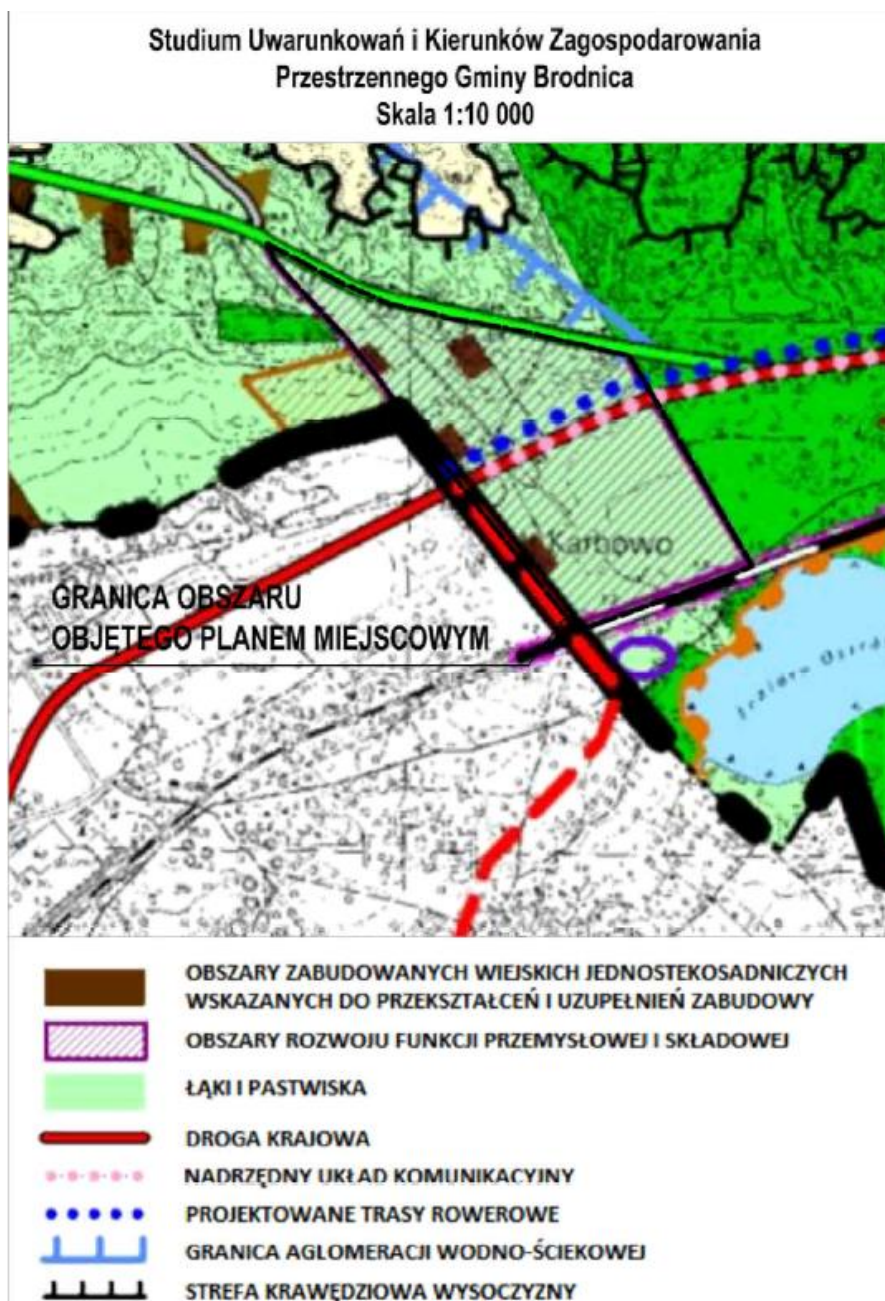 Studium Uwarunkowań i Kierunków Zagospodarowania
Przestrzennego Gminy Brodnica
Skala 1:10 000
Karbowo
GRANICA OBSZARU
OBJĘTEGO PLANEM MIEJSCOWYM
OBSZARY ZABUDOWANYCH WIEJSKICH JEDNOSTEKOSADNICZYCH
WSKAZANYCH DO PRZEKSZTAŁCEŃ I UZUPEŁNIEŃ ZABUDOWY
OBSZARY ROZWOJU FUNKCJI PRZEMYSŁOWEJ I SKŁADOWEJ
ŁĄKI I PASTWISKA
DROGA KRAJOWA
NADRZĘDNY UKŁAD KOMUNIKACYJNY
PROJEKTOWANE TRASY ROWEROWE
GRANICA AGLOMERACJI WODNO-ŚCIEKOWEJ
STREFA KRAWĘDZIOWA WYSOCZYZNY